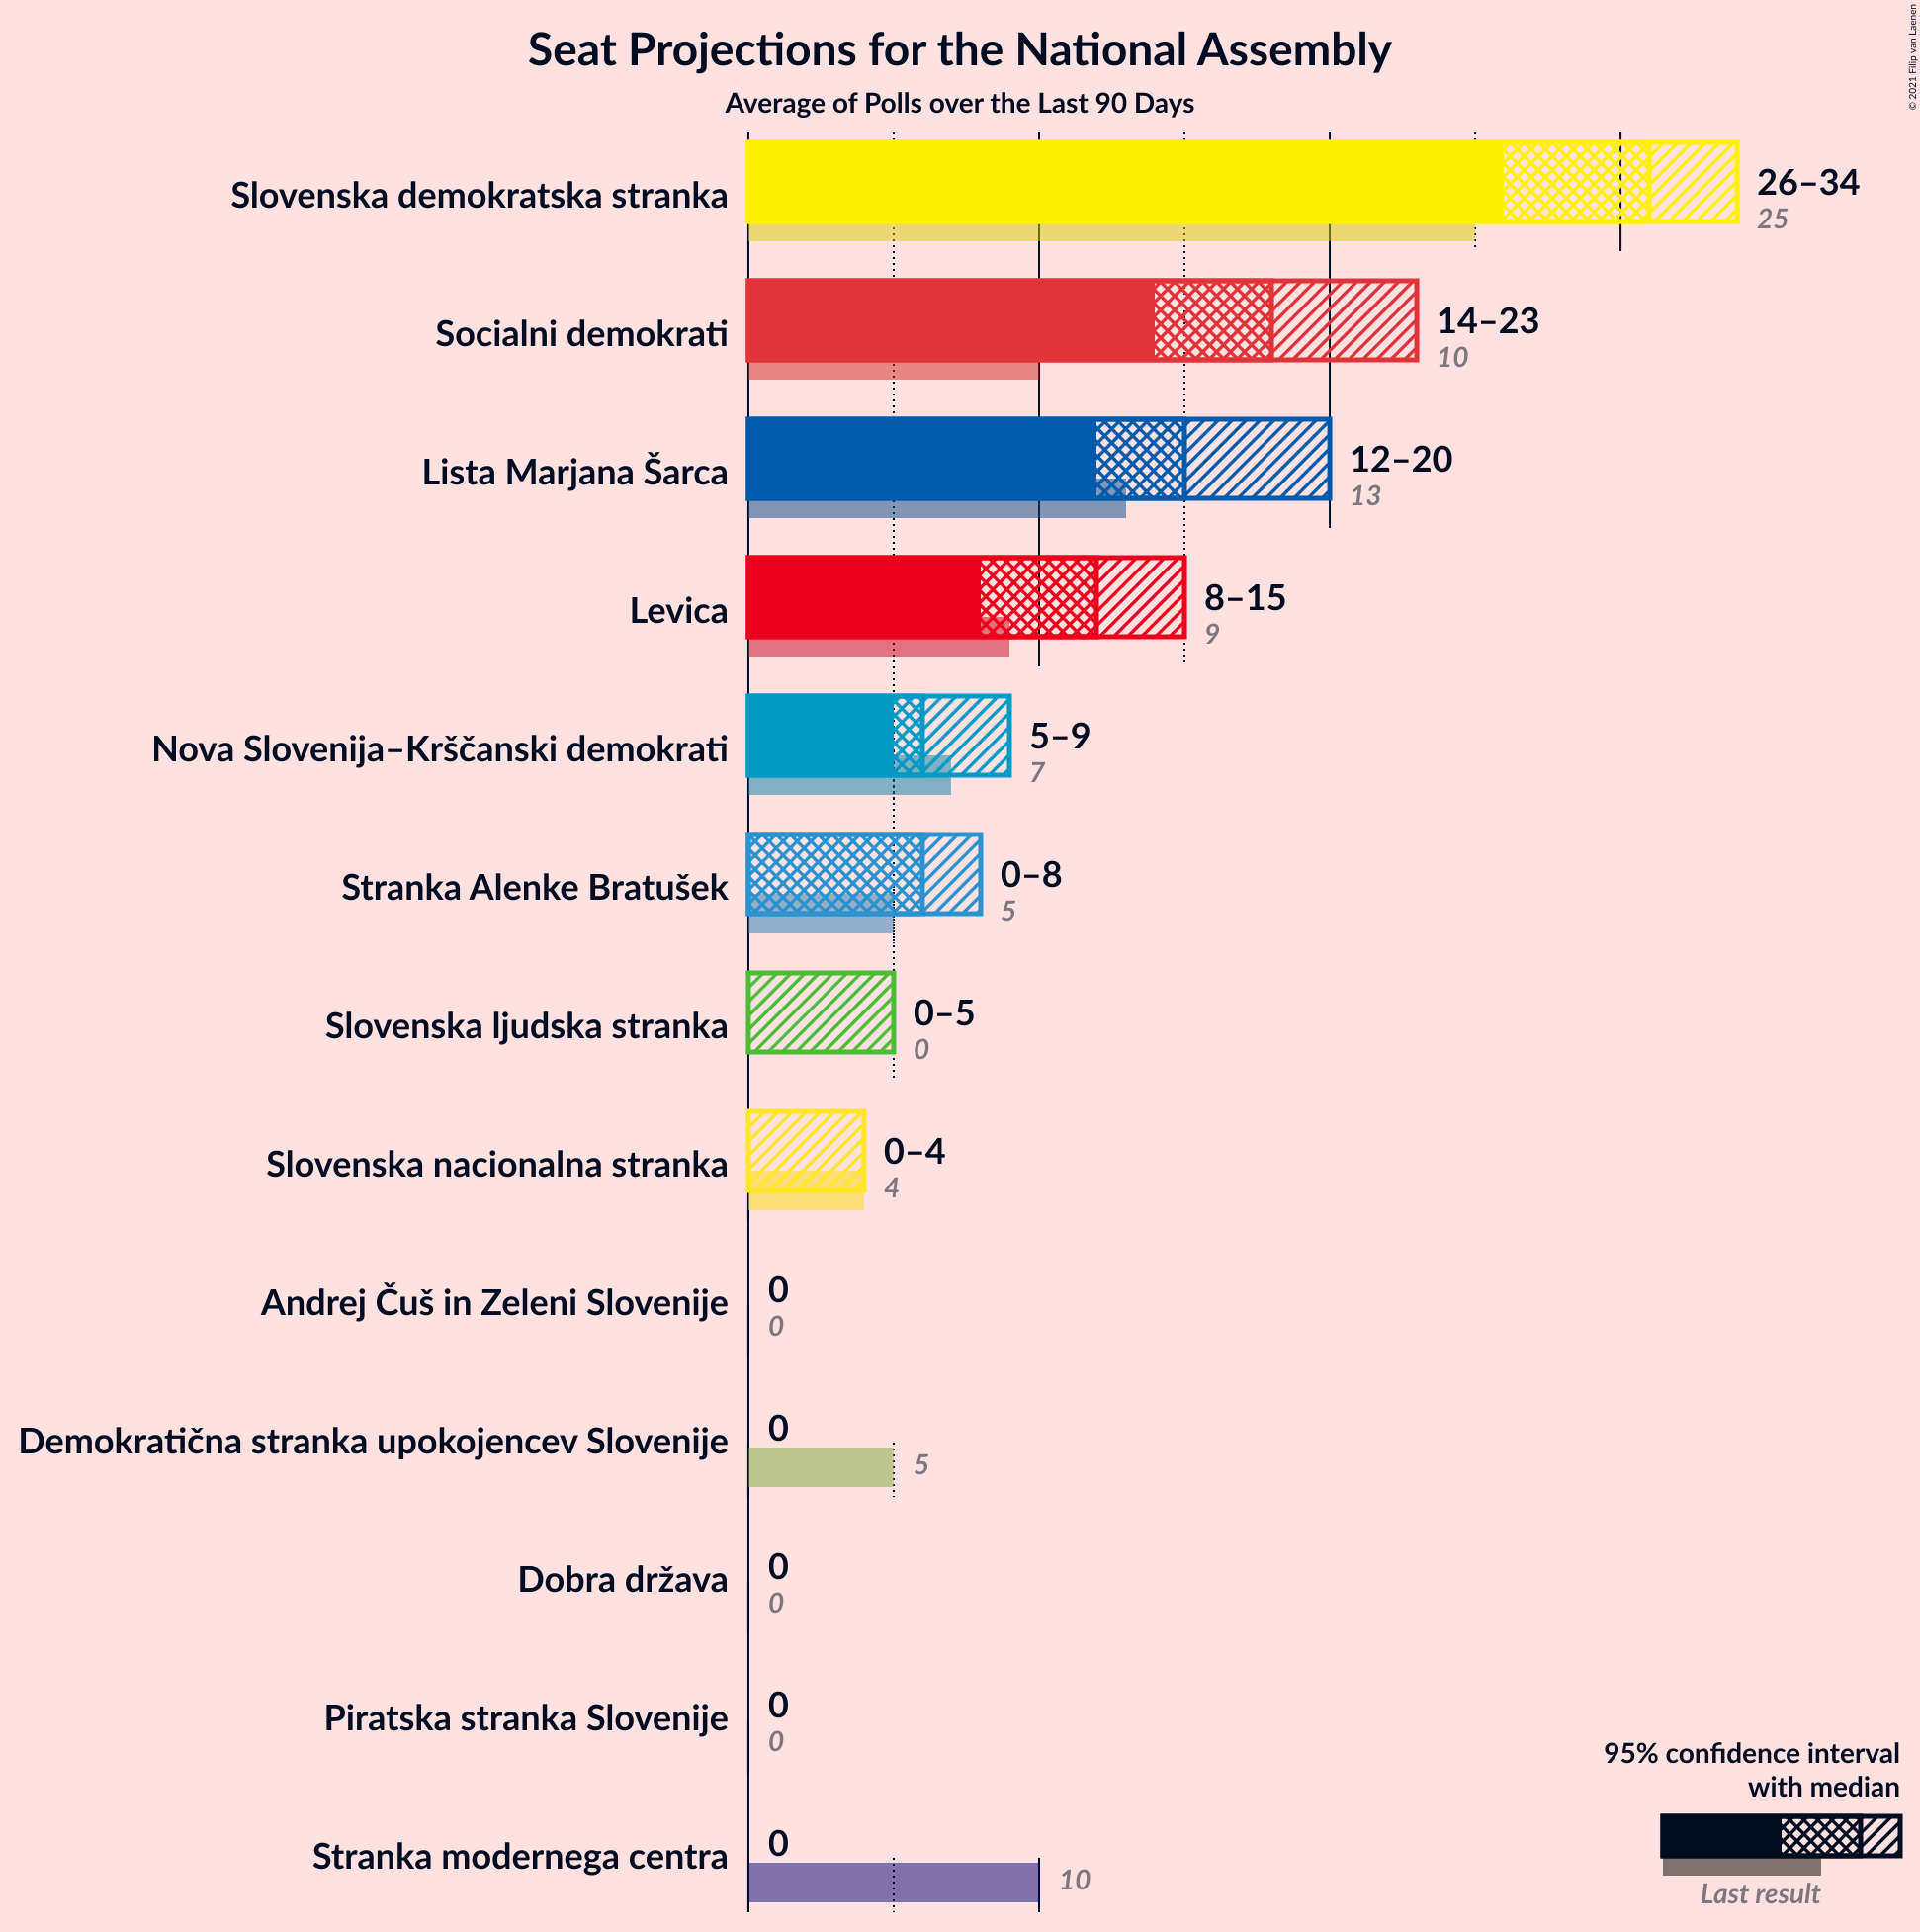 Seat Projections for the National Assembly
Average of Polls over the Last 90 Days
© 2021 Filip van Laenen
Slovenska demokratska stranka
26–34
25
Socialni demokrati
14–23
10
Lista Marjana Šarca
12–20
13
Levica
8–15
9
Nova Slovenija–Krščanski demokrati
5–9
7
Stranka Alenke Bratušek
0–8
5
Slovenska ljudska stranka
0–5
0
Slovenska nacionalna stranka
0–4
4
Andrej Čuš in Zeleni Slovenije
0
0
Demokratična stranka upokojencev Slovenije
0
5
Dobra država
0
0
Piratska stranka Slovenije
0
0
Stranka modernega centra
0
10
95% confidence interval
with median
Last result